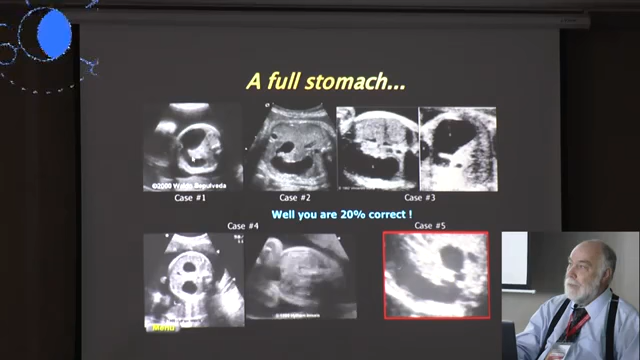 A full stomach...
©2000 Waldo Sepulveda
Case #1
Case #2
Case #3
Well you are 20% correct !
Case #4
Case #5
Menu